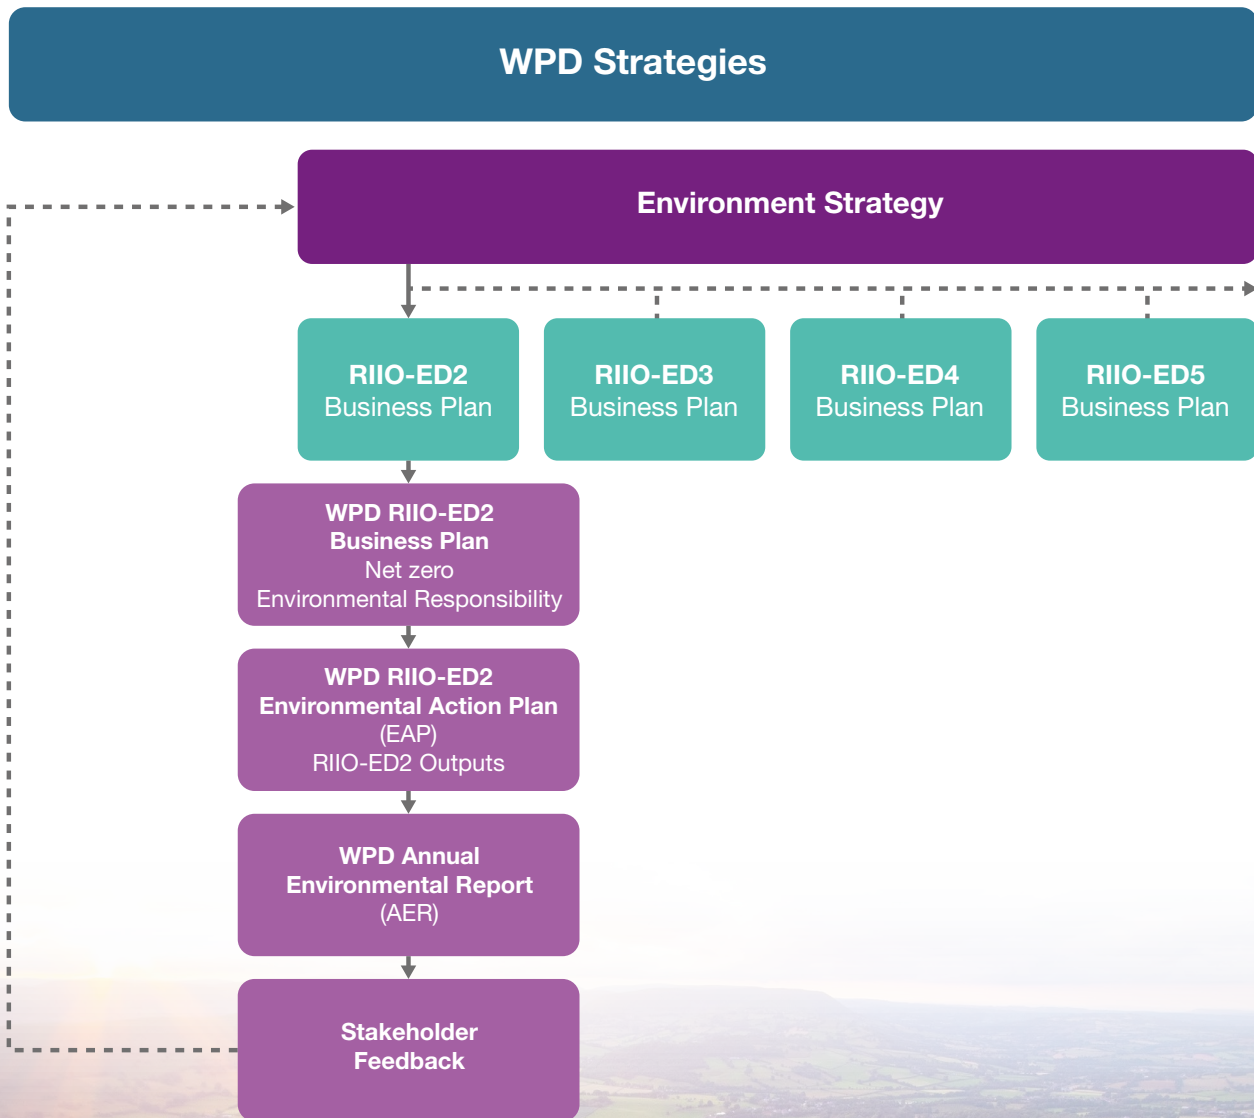 WPD Strategies
Environment Strategy
RIIO-ED2
Business Plan
RIIO-ED3
Business Plan
RIIO-ED4
Business Plan
RIIO-ED5
Business Plan
WPD RIIO-ED2
Business Plan
Net zero
Environmental Responsibility
WPD RIIO-ED2
Environmental Action Plan
(EAP)
RIIO-ED2 Outputs
WPD Annual
Environmental Report
(AER)
Stakeholder
Feedback